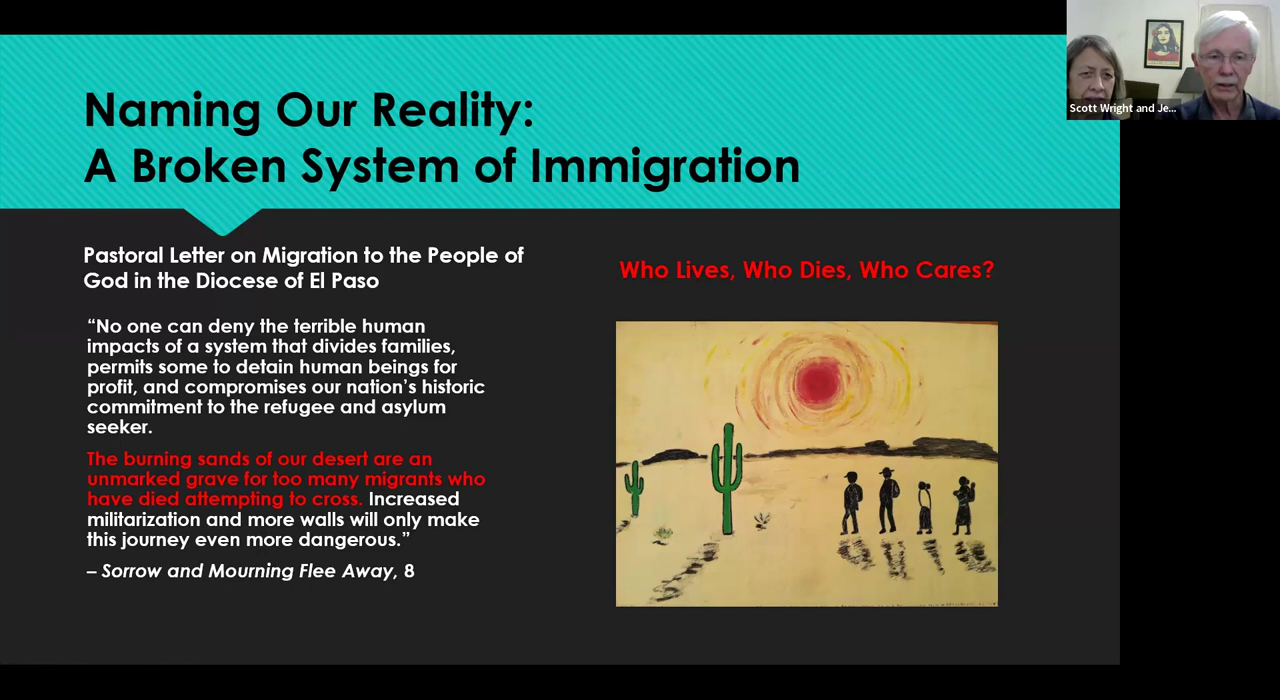 Naming Our Reality:
A Broken System of Immigration
Scott Wright and Je...
Pastoral Letter on Migration to the People of
God in the Diocese of El Paso
“No one can deny the terrible human
impacts of a system that divides families,
permits some to detain human beings for
profit, and compromises our nation’s historic
commitment to the refugee and asylum
seeker.
The burning sands of our desert are an
unmarked grave for too many migrants who
have died attempting to cross. Increased
militarization and more walls will only make
this journey even more dangerous.”
– Sorrow and Mourning Flee Away, 8
Who Lives, Who Dies, Who Cares?